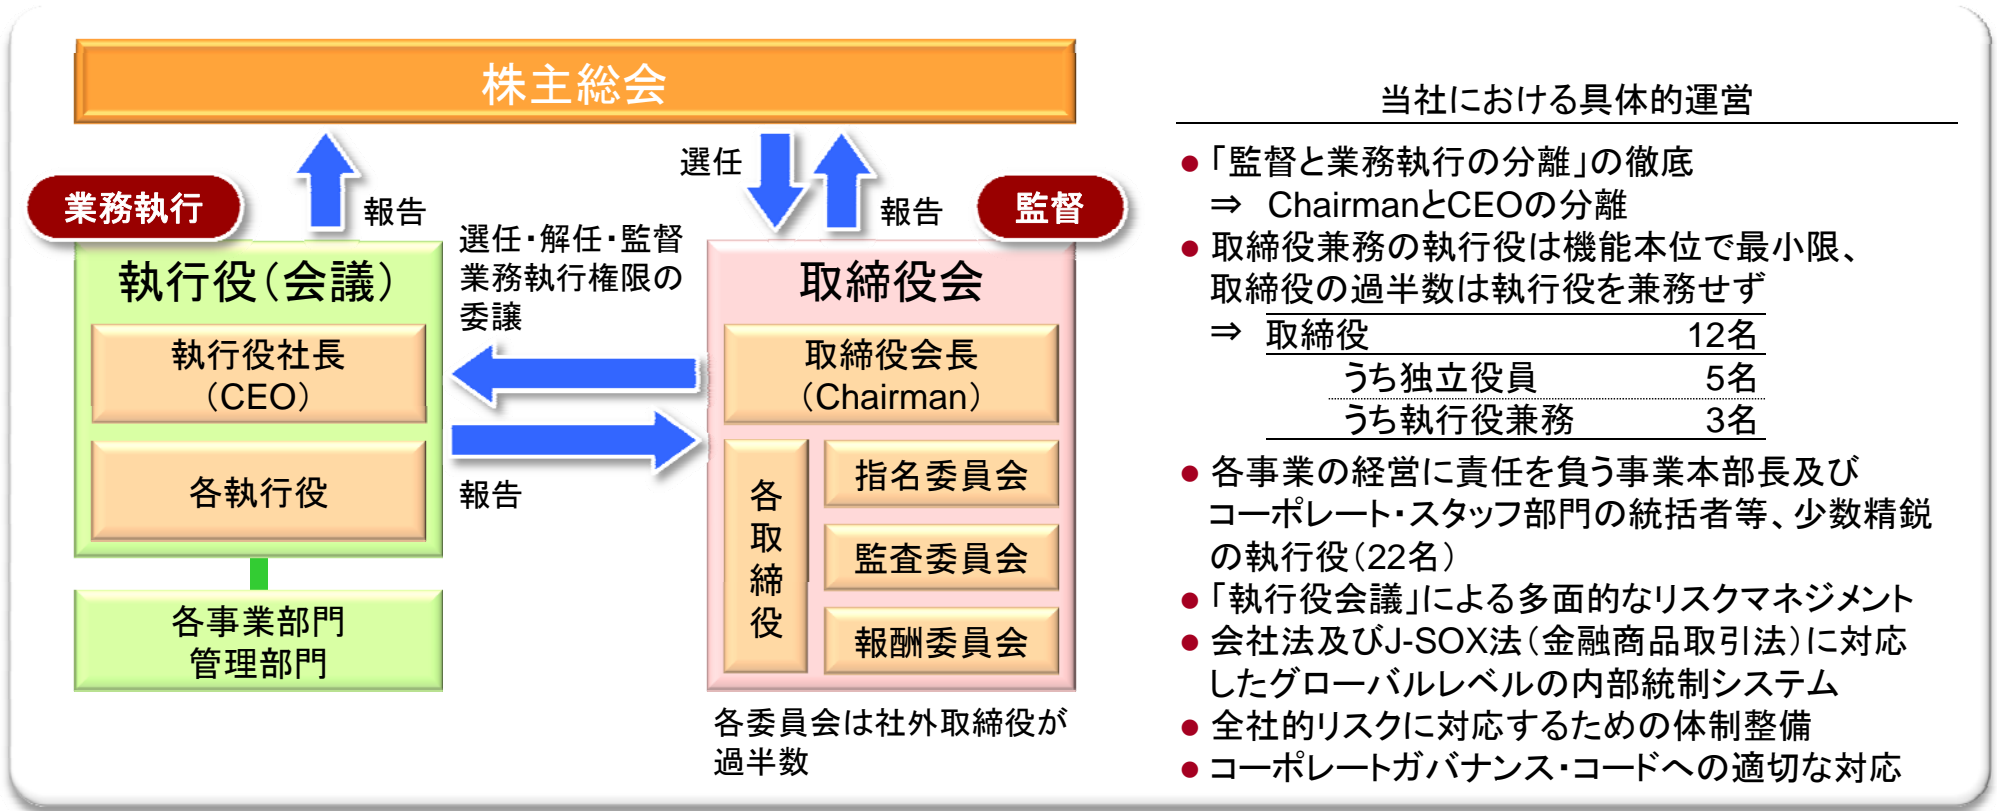 株主総会
業務執行
報告
選任
報告
監督
選任・解任・監督
業務執行権限の
委譲
報告
執行役（会議）
執行役社長
（CEO）
各執行役
各事業部門
管理部門
取締役会
取締役会長
（Chairman）
各取締役
指名委員会
監査委員会
報酬委員会
各委員会は社外取締役が
過半数
当社における具体的運営
●「監督と業務執行の分離」の徹底
⇒ ChairmanとCEOの分離
● 取締役兼務の執行役は機能本位で最小限、
取締役の過半数は執行役を兼務せず
⇒ 取締役 12名
うち独立役員 5名
うち執行役兼務 3名
● 各事業の経営に責任を負う事業本部長及び
コーポレート・スタッフ部門の統括者等、少数精鋭
の執行役（22名）
●「執行役会議」による多面的なリスクマネジメント
● 会社法及びJ-SOX法（金融商品取引法）に対応
したグローバルレベルの内部統制システム
● 全社的リスクに対応するための体制整備
● コーポレートガバナンス・コードへの適切な対応